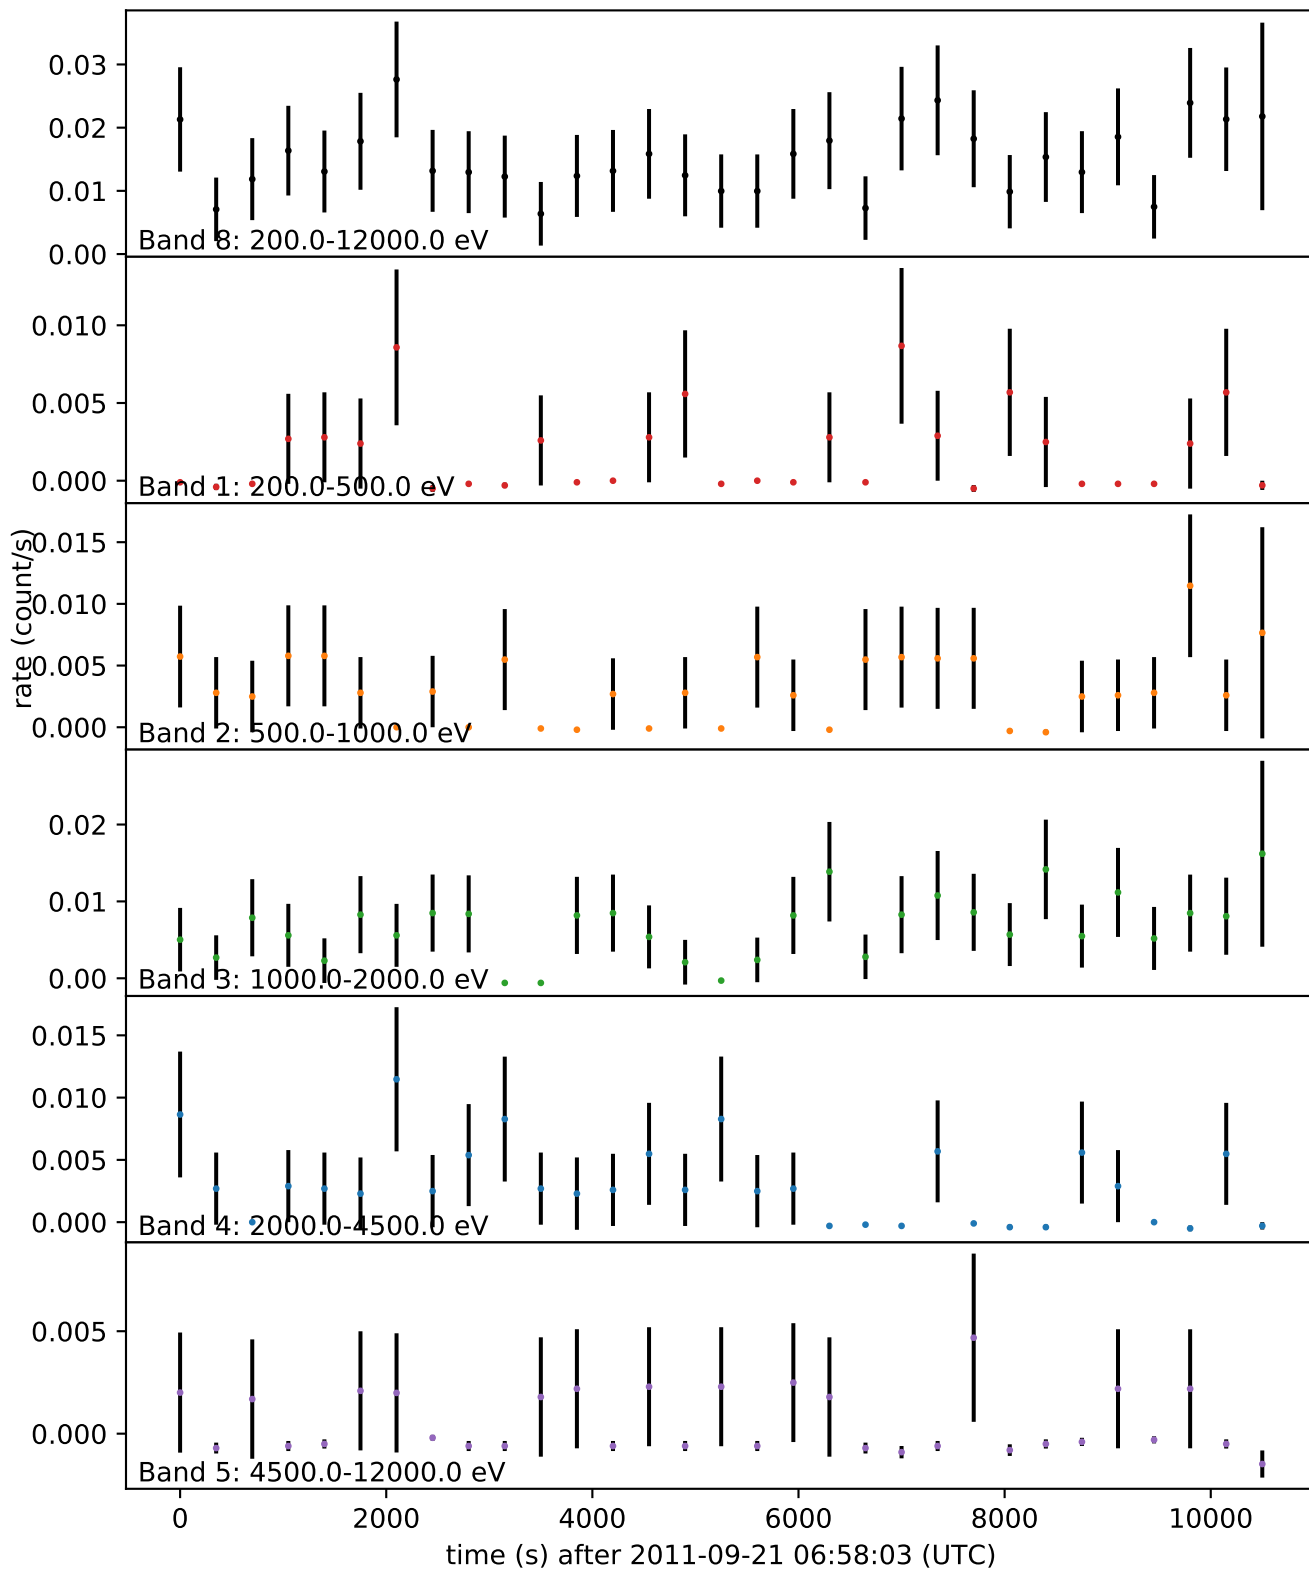 0.03
0.02
0.01
0.00
Band 8: 200.0-12000.0 eV
0.010
0.005
0.000
Band 1: 200.0-500.0 eV
rate (count/s)
0.015
0.010
0.005
0.000
Band 2: 500.0-1000.0 eV
0.02
0.01
0.00
Band 3: 1000.0-2000.0 eV
0.015
0.010
0.005
0.000
Band 4: 2000.0-4500.0 eV
0.005
0.000
Band 5: 4500.0-12000.0 eV
0 2000 4000 6000 8000 10000
time (s) after 2011-09-21 06:58:03 (UTC)